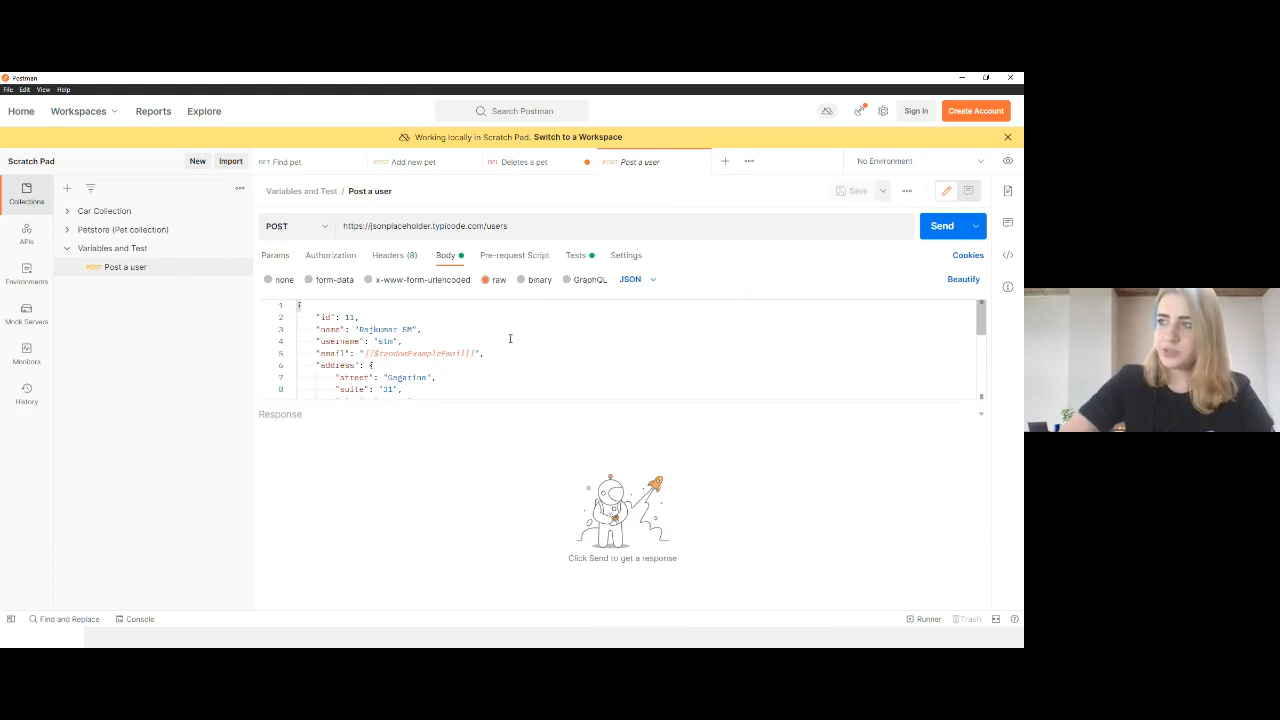 Postman
File Edit View Help
Home Workspaces Reports Explore Search Postman Sign In Create Account
Working locally in Scratch Pad. Switch to a Workspace
Scratch Pad New Import GET Find pet POST Add new pet DEL Deletes a pet POST Post a user No Environment
Collections
APIs
Environments
Mock Servers
Monitors
History
Car Collection
Petstore (Pet collection)
Variables and Test
POST Post a user
Variables and Test / Post a user Save
POST https://jsonplaceholder.typicode.com/users Send
Params Authorization Headers (8) Body Pre-request Script Tests Settings Cookies
none form-data x-www-form-urlencoded raw binary GraphQL JSON Beautify
1 {
2 "id": 11,
3 "name": "Rajkumar SM",
4 "username": "stm",
5 "email": "{{$randomExampleEmail}}",
6 "address": {
7 "street": "Gagarina",
8 "suite": "31",
Response
Click Send to get a response
Find and Replace Console Runner Trash